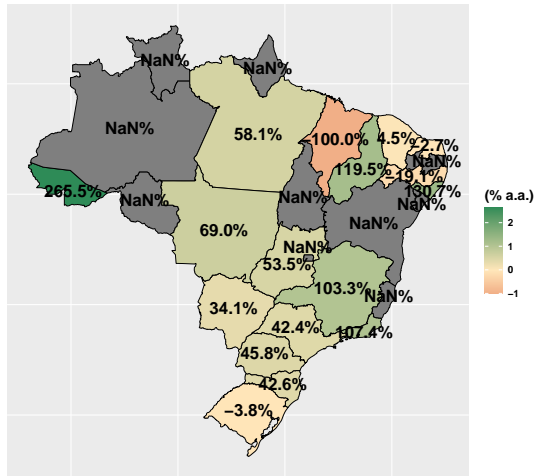 NaN%
NaN%
NaN%
58.1%
−100.0%
4.5%
−2.7%
NaN%
119.5%
−19.1%
130.7%
265.5%
NaN%
NaN%
69.0%
NaN%
53.5%
103.3%
NaN%
34.1%
42.4%
107.4%
45.8%
42.6%
−3.8%
(% a.a.)
2
1
0
−1